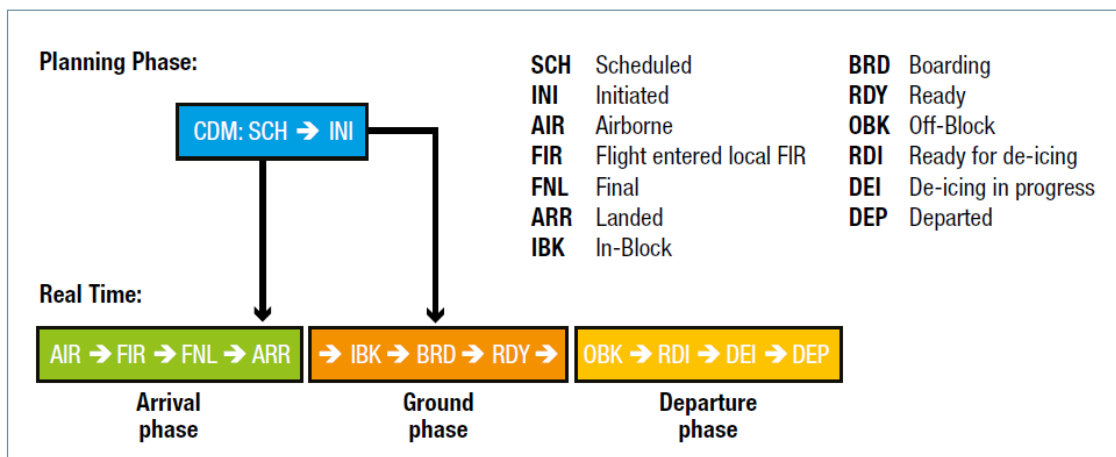 Planning Phase:
CDM: SCH → INI
SCH Scheduled
INI Initiated
AIR Airborne
FIR Flight entered local FIR
FNL Final
ARR Landed
IBK In-Block
BRD Boarding
RDY Ready
OBK Off-Block
RDI Ready for de-icing
DEI De-icing in progress
DEP Departed
Real Time:
AIR → FIR → FNL → ARR
→ IBK → BRD → RDY →
OBK → RDI → DEI → DEP
Arrival
phase
Ground
phase
Departure
phase